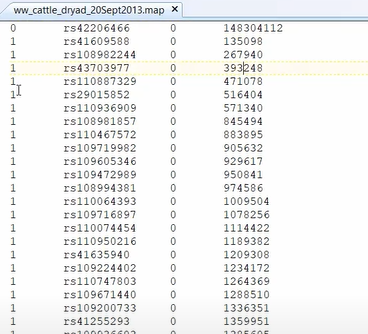 ww_cattle_dryad_20Sept2013.map
0 rs42206466 0 148304112
1 rs41609588 0 135098
1 rs108982244 0 267940
1 rs43703977 0 393248
1 rs110887329 0 471078
1 rs29015852 0 516404
1 rs110936909 0 571340
1 rs108981857 0 845494
1 rs110467572 0 883895
1 rs109719982 0 905632
1 rs109605346 0 929617
1 rs109472989 0 950841
1 rs108994381 0 974586
1 rs110064393 0 1009504
1 rs109716897 0 1078256
1 rs110074454 0 1114422
1 rs110950216 0 1189382
1 rs41635940 0 1209308
1 rs109224402 0 1234172
1 rs110747803 0 1264369
1 rs109671440 0 1288510
1 rs109200733 0 1336351
1 rs41255293 0 1359951